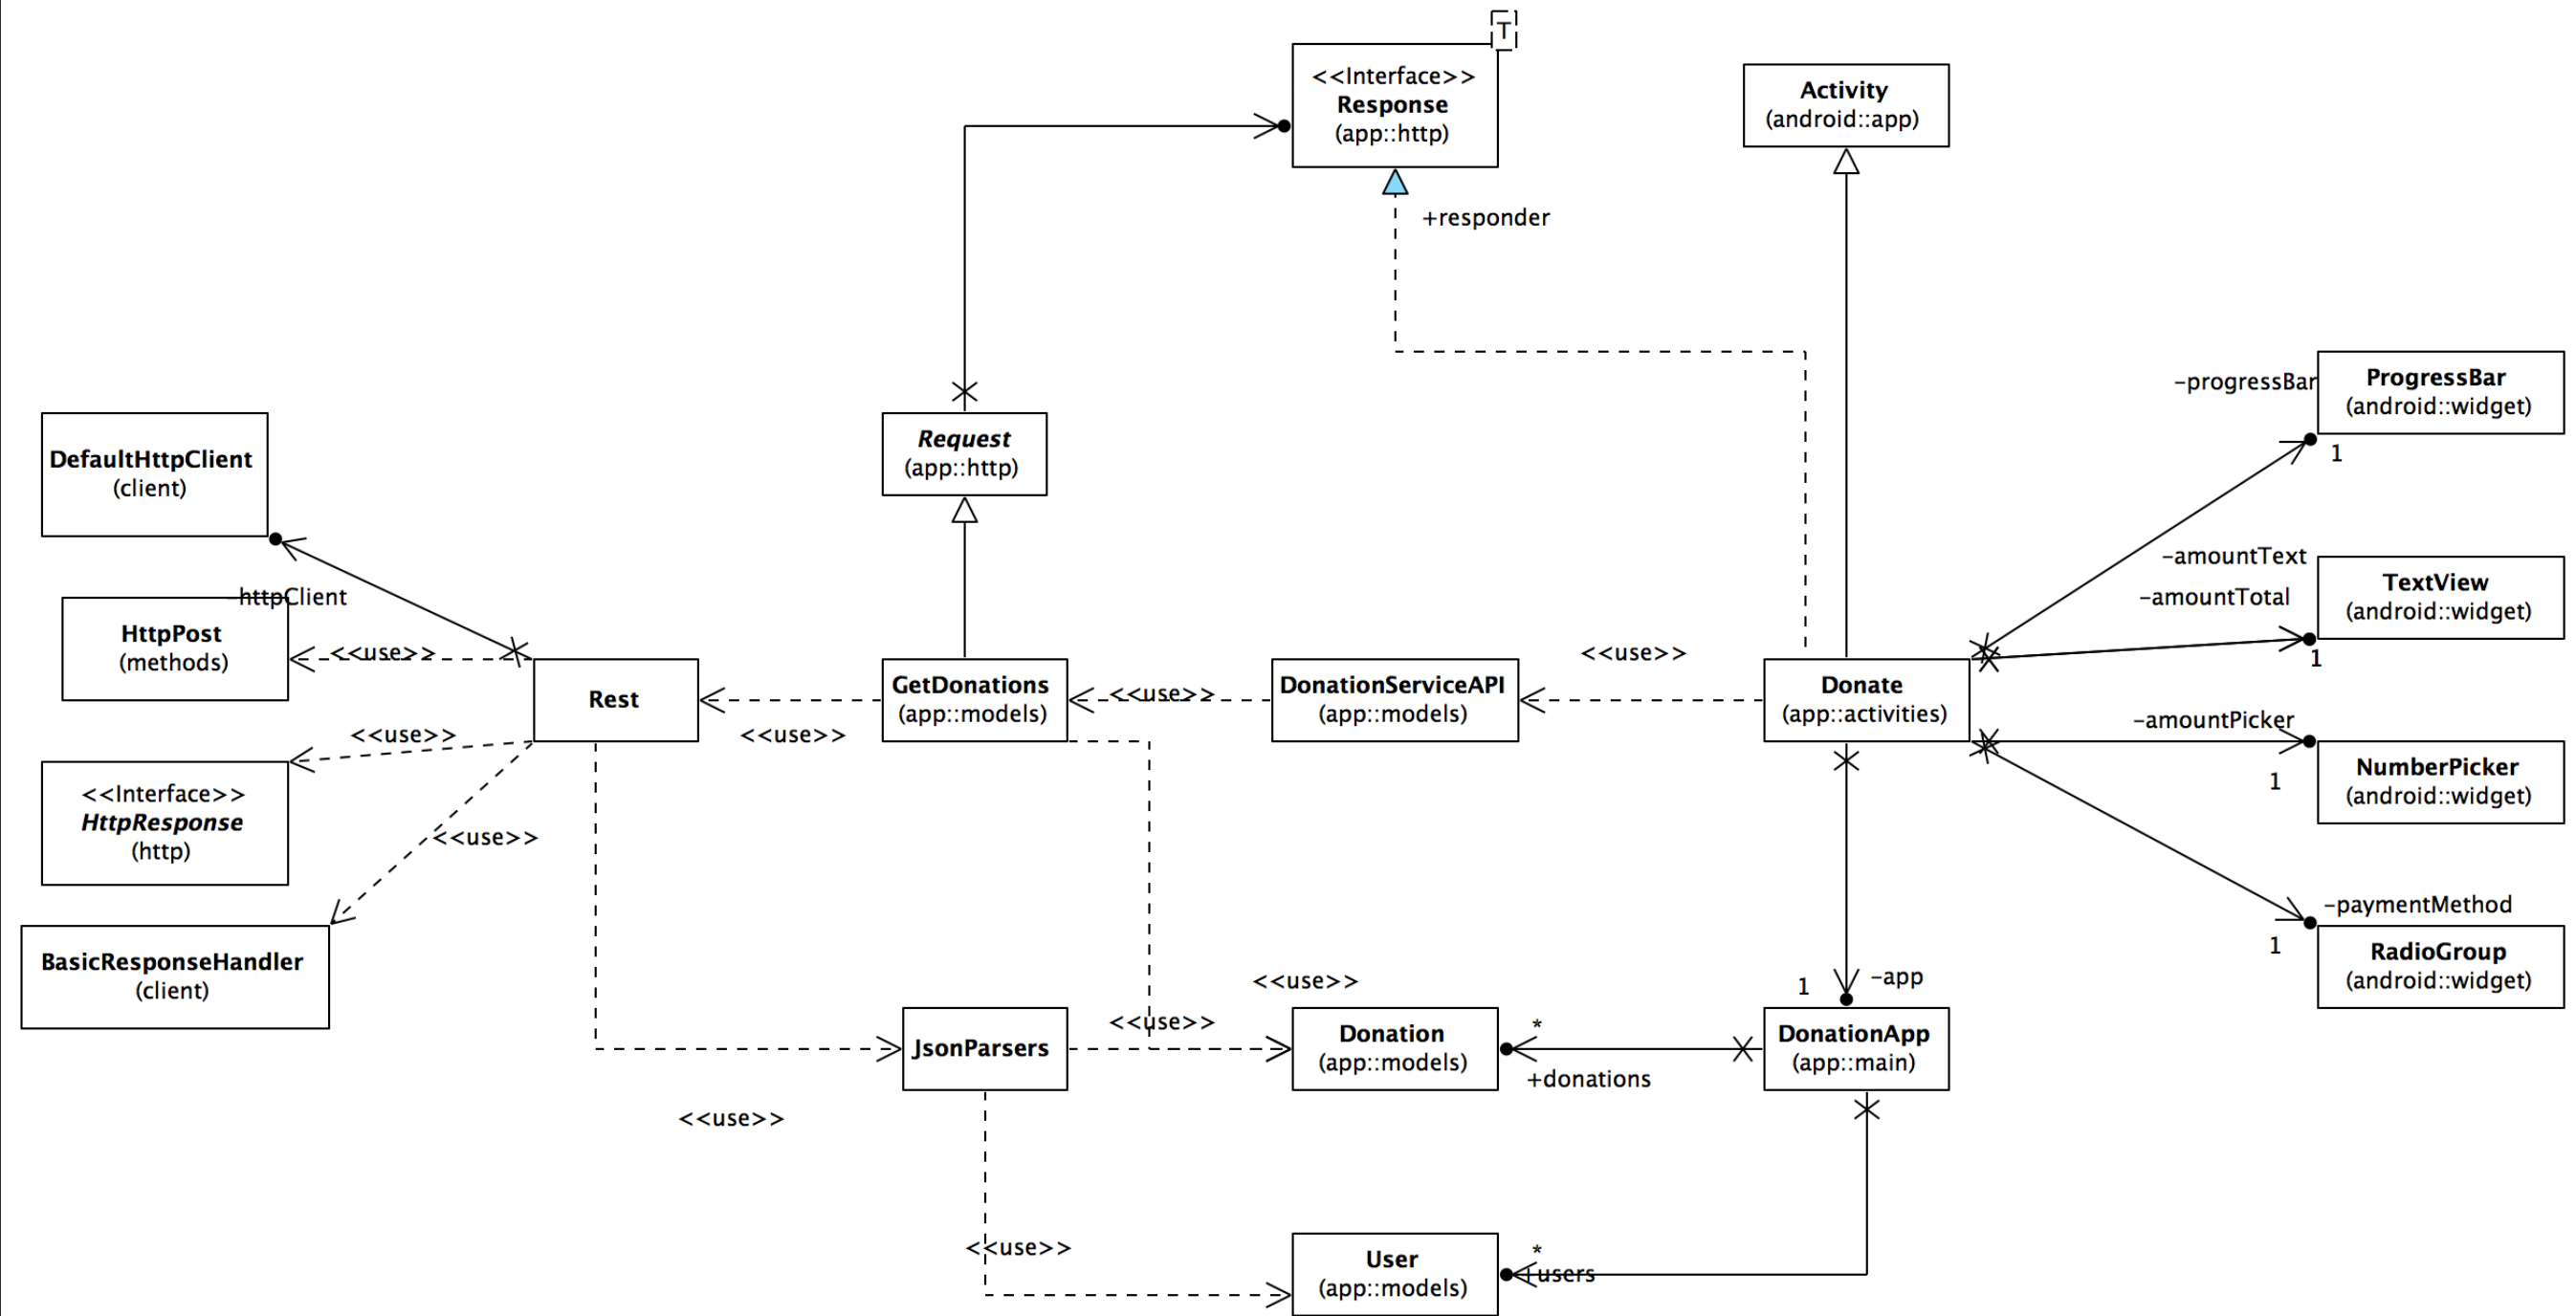 T
<<Interface>>
Response
(app::http)
Activity
(android::app)
+responder
-progressBar
ProgressBar
(android::widget)
1
Request
(app::http)
DefaultHttpClient
(client)
-httpClient
-amountText
-amountTotal
TextView
(android::widget)
1
HttpPost
(methods)
<<use>>
Rest
<<use>>
GetDonations
(app::models)
<<use>>
DonationServiceAPI
(app::models)
<<use>>
Donate
(app::activities)
-amountPicker
1
NumberPicker
(android::widget)
<<use>>
<<Interface>>
HttpResponse
(http)
<<use>>
BasicResponseHandler
(client)
-paymentMethod
1
RadioGroup
(android::widget)
<<use>>
1
-app
JsonParsers
<<use>>
Donation
(app::models)
*
+donations
DonationApp
(app::main)
<<use>>
<<use>>
User
(app::models)
*
+users